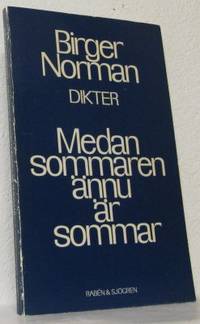 Birger
Norman
DIKTER
Medan
sommaren
ännu
är
sommar
RABÉN & SJÖGREN